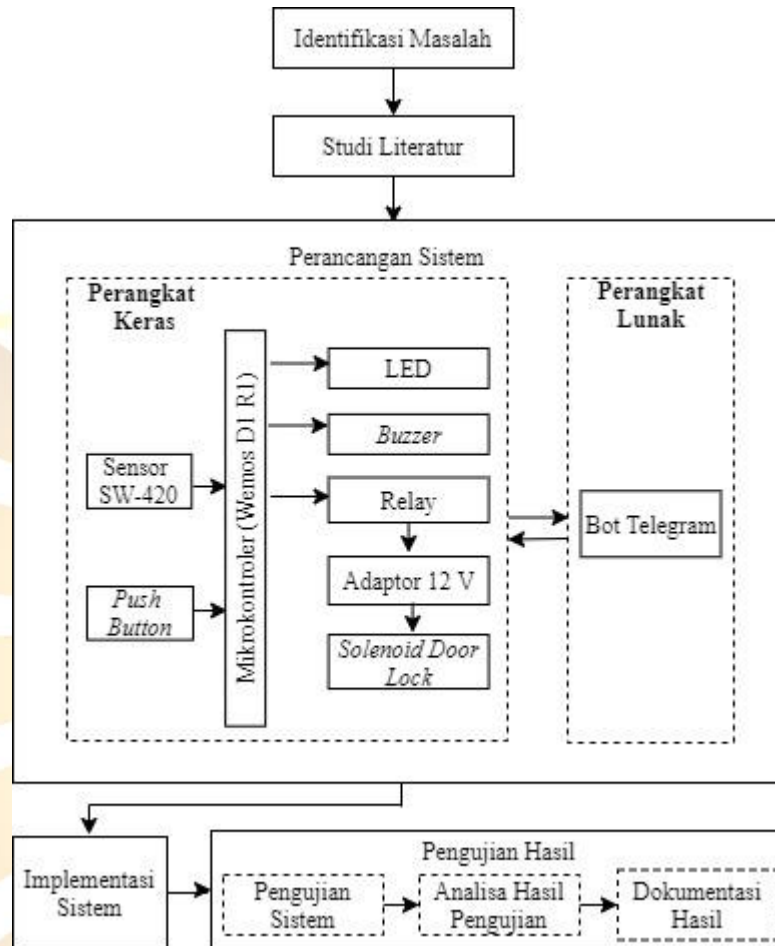 Identifikasi Masalah
Studi Literatur
Perancangan Sistem
Perangkat
Keras
Perangkat
Lunak
Sensor
SW-420
Push
Button
Mikrokontroler (Wemos D1 R1)
LED
Buzzer
Relay
Adaptor 12 V
Solenoid Door
Lock
Bot Telegram
Implementasi
Sistem
Pengujian Hasil
Pengujian
Sistem
Analisa Hasil
Pengujian
Dokumentasi
Hasil